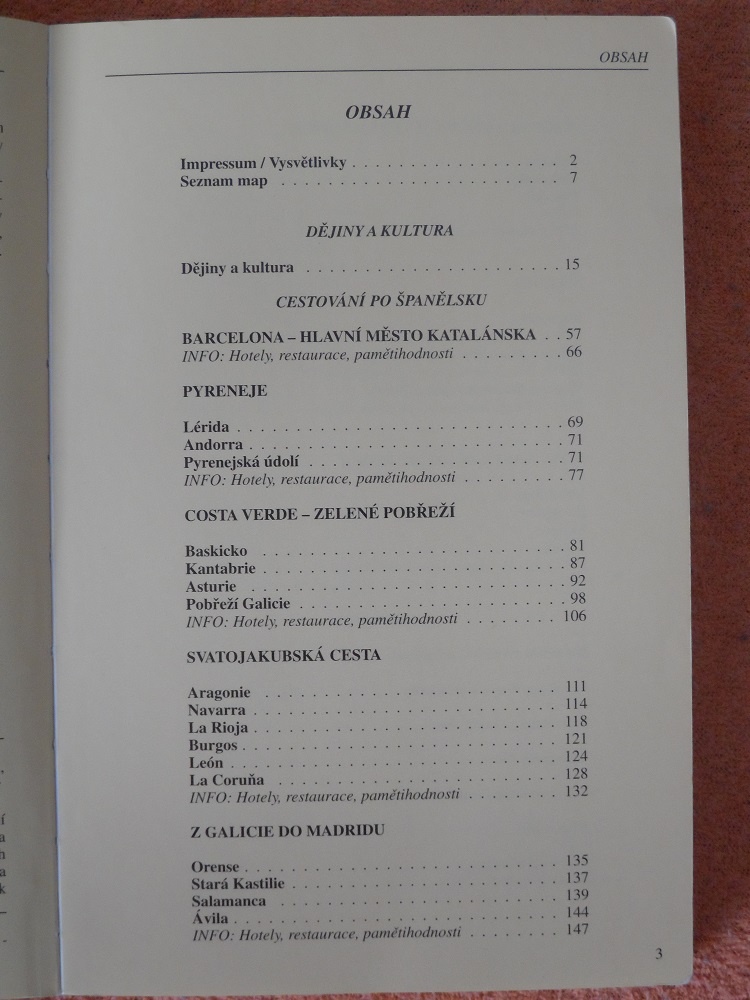 OBSAH
OBSAH
Impressum / Vysvětlivky . . . . . . . . . . . . . . . . . . 2
Seznam map . . . . . . . . . . . . . . . . . . . . . . . . 7
DĚJINY A KULTURA
Dějiny a kultura . . . . . . . . . . . . . . . . . . . . . . 15
CESTOVÁNÍ PO ŠPANĚLSKU
BARCELONA – HLAVNÍ MĚSTO KATALÁNSKA . . 57
INFO: Hotely, restaurace, pamětihodnosti . . . . . . . . . 66
PYRENEJE
Lérida . . . . . . . . . . . . . . . . . . . . . . . . . . . . 69
Andorra . . . . . . . . . . . . . . . . . . . . . . . . . . . 71
Pyrenejská údolí . . . . . . . . . . . . . . . . . . . . . . 71
INFO: Hotely, restaurace, pamětihodnosti . . . . . . . . . 77
COSTA VERDE – ZELENÉ POBŘEŽÍ
Baskicko . . . . . . . . . . . . . . . . . . . . . . . . . . 81
Kantabrie . . . . . . . . . . . . . . . . . . . . . . . . . . 87
Asturie . . . . . . . . . . . . . . . . . . . . . . . . . . . 92
Pobřeží Galicie . . . . . . . . . . . . . . . . . . . . . . . 98
INFO: Hotely, restaurace, pamětihodnosti . . . . . . . . 106
SVATOJAKUBSKÁ CESTA
Aragonie . . . . . . . . . . . . . . . . . . . . . . . . . 111
Navarra . . . . . . . . . . . . . . . . . . . . . . . . . . 114
La Rioja . . . . . . . . . . . . . . . . . . . . . . . . . . 118
Burgos . . . . . . . . . . . . . . . . . . . . . . . . . . . 121
León . . . . . . . . . . . . . . . . . . . . . . . . . . . . 124
La Coruňa . . . . . . . . . . . . . . . . . . . . . . . . 128
INFO: Hotely, restaurace, pamětihodnosti . . . . . . . . 132
Z GALICIE DO MADRIDU
Orense . . . . . . . . . . . . . . . . . . . . . . . . . . . 135
Stará Kastilie . . . . . . . . . . . . . . . . . . . . . . . 137
Salamanca . . . . . . . . . . . . . . . . . . . . . . . . 139
Ávila . . . . . . . . . . . . . . . . . . . . . . . . . . . . 144
INFO: Hotely, restaurace, pamětihodnosti . . . . . . . . 147
3